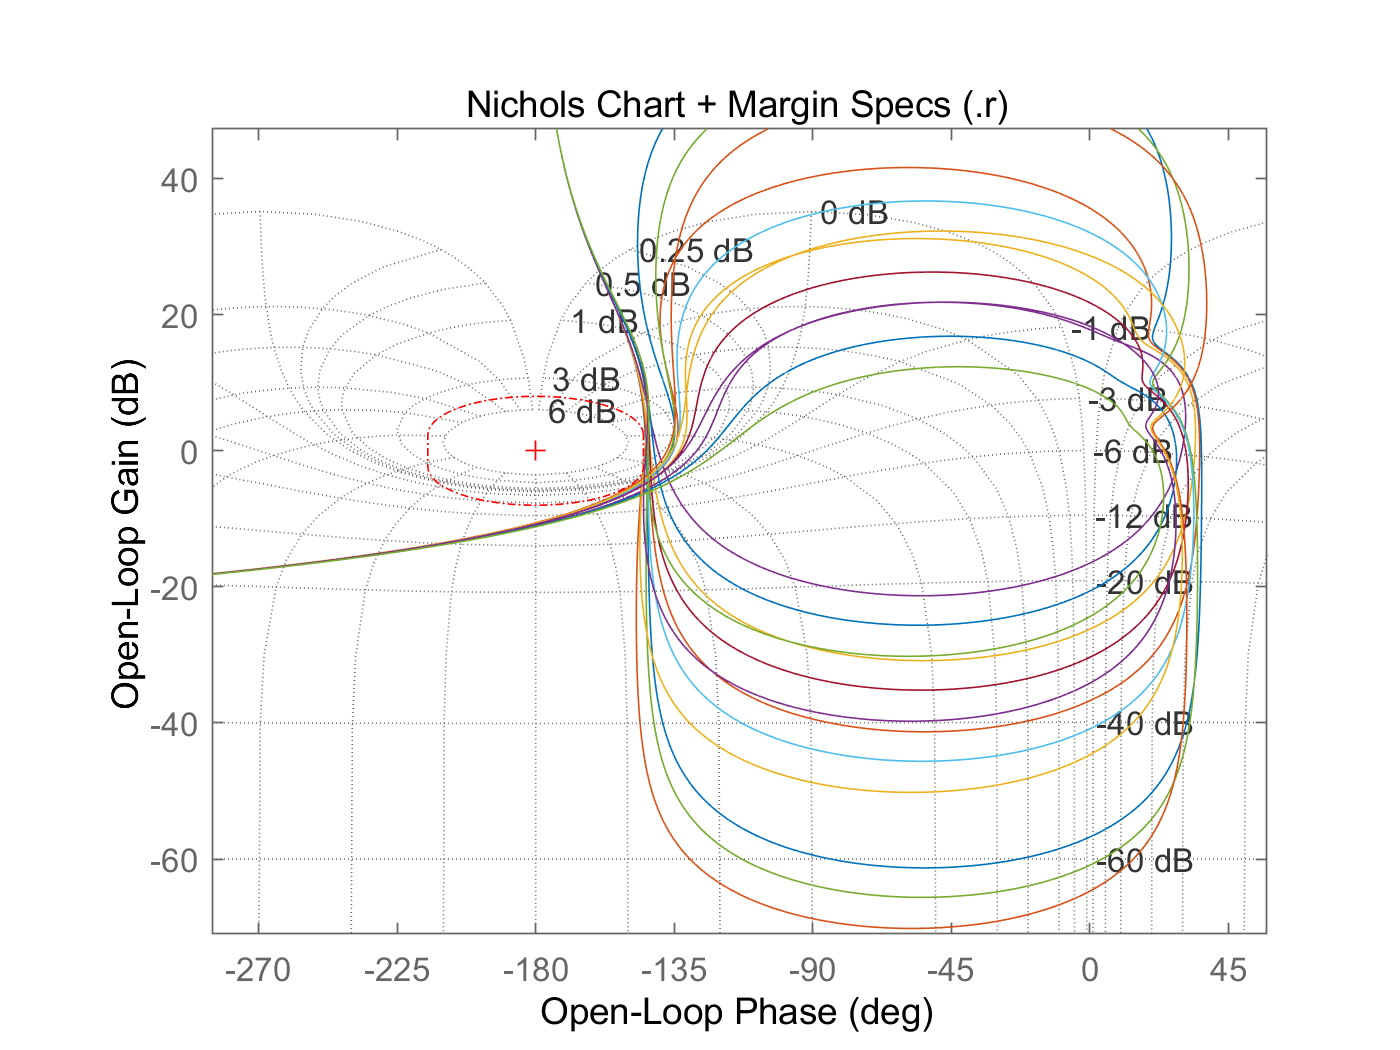 Nichols Chart + Margin Specs (.r)
Open-Loop Gain (dB)
40
20
0
-20
-40
-60
0 dB
0.25 dB
0.5 dB
1 dB
3 dB
6 dB
-1 dB
-3 dB
-6 dB
-12 dB
-20 dB
-40 dB
-60 dB
-270 -225 -180 -135 -90 -45 0 45
Open-Loop Phase (deg)